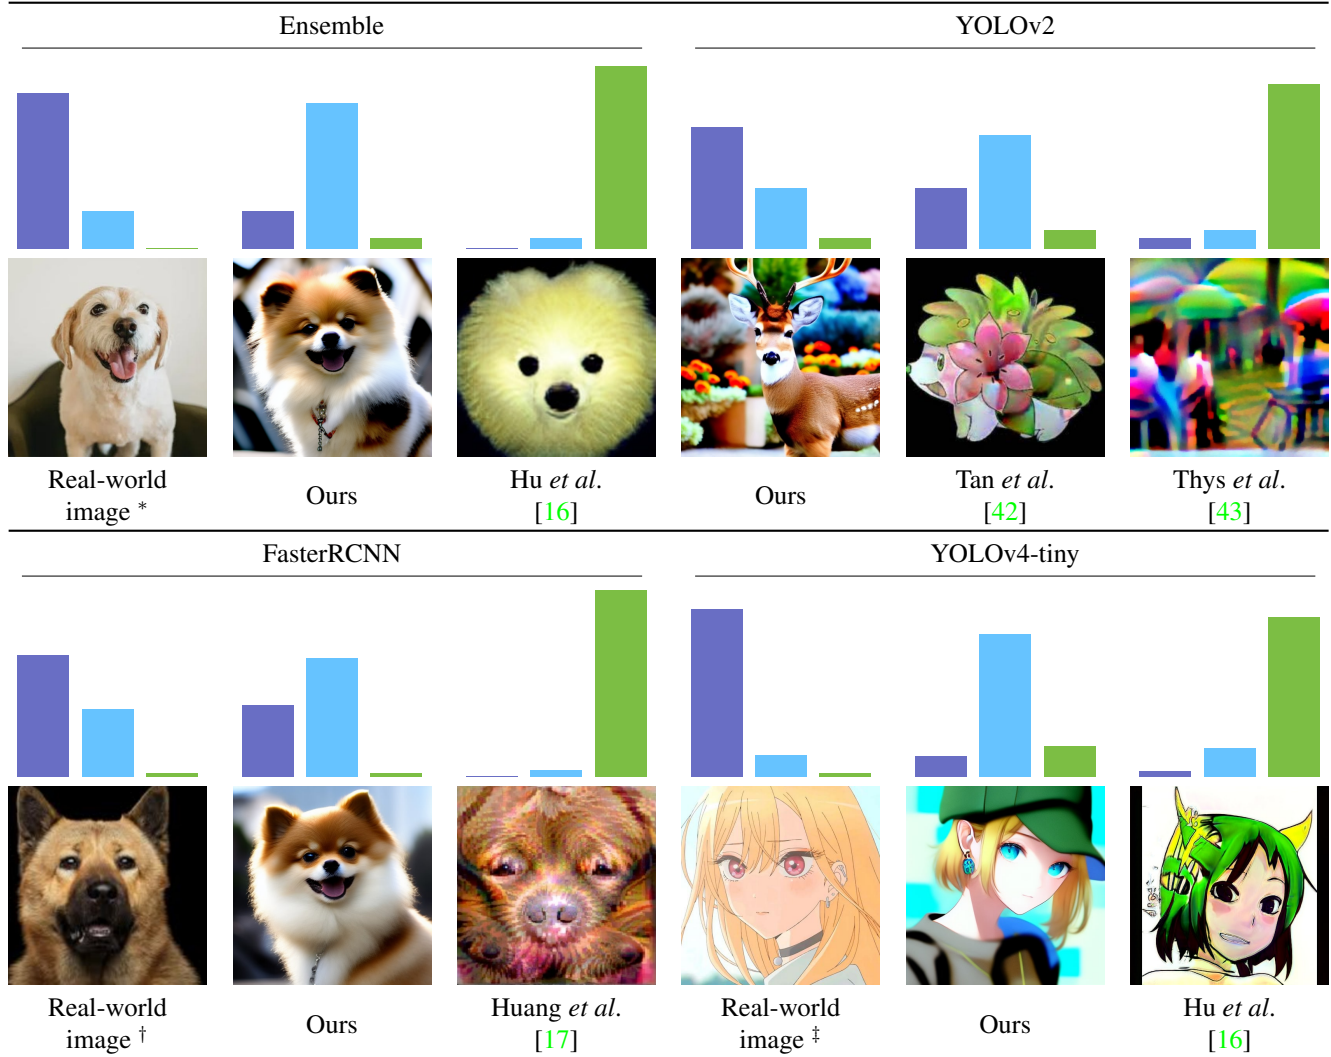 Ensemble
YOLOv2
Real-world
image *
Ours
Hu et al.
[16]
Ours
Tan et al.
[42]
Thys et al.
[43]
FasterRCNN
YOLOv4-tiny
Real-world
image †
Ours
Huang et al.
[17]
Real-world
image ‡
Ours
Hu et al.
[16]